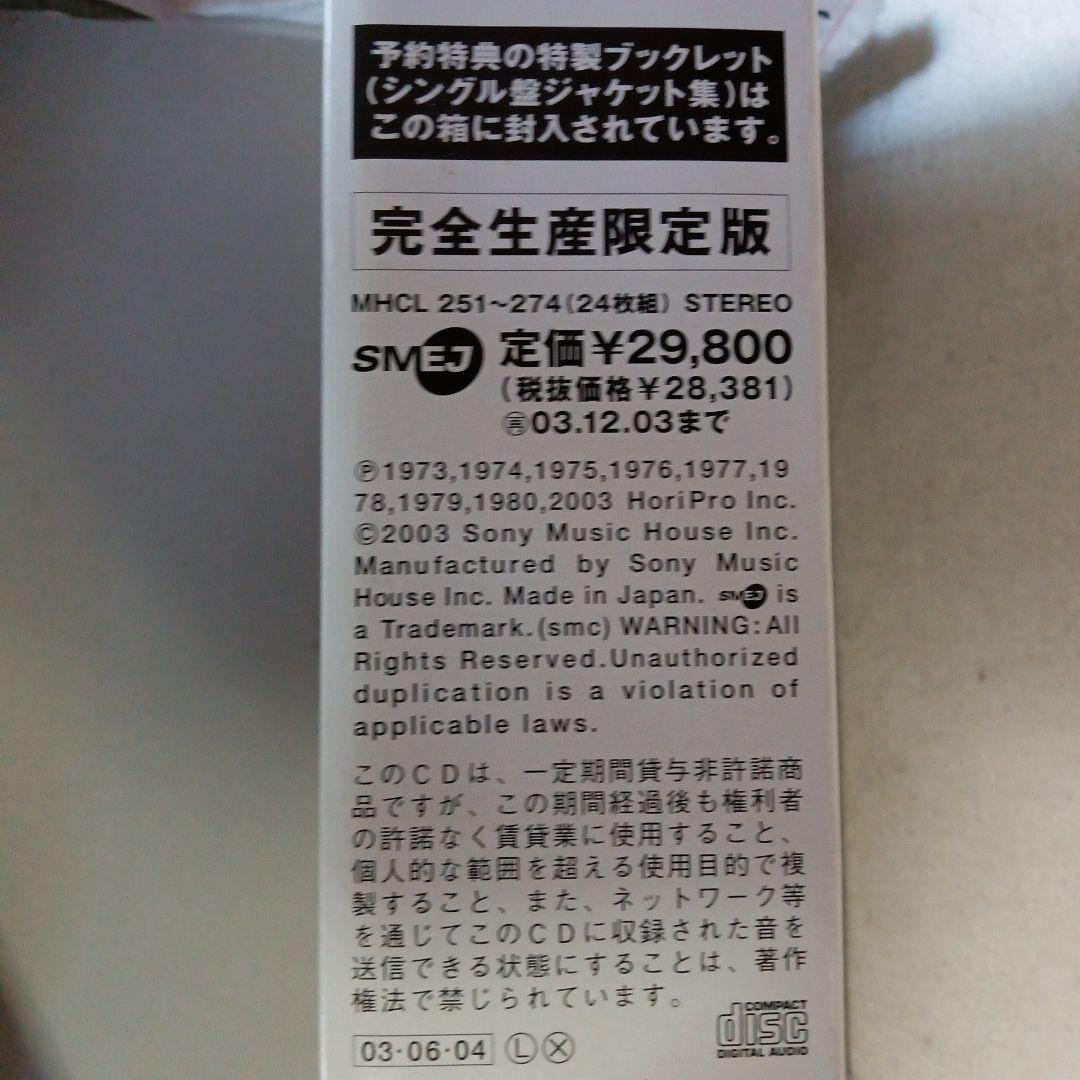 予約特典の特製ブックレット
(シングル盤ジャケット集)は
この箱に封入されています。
完全生産限定版
MHCL 251~274(24枚組) STEREO
SMEJ 定価¥29,800
(税抜価格¥28,381)
㊢03.12.03まで
Ⓟ1973,1974,1975,1976,1977,19
78,1979,1980,2003 HoriPro Inc.
©2003 Sony Music House Inc.
Manufactured by Sony Music
House Inc. Made in Japan. SMEJ is
a Trademark.(smc) WARNING:All
Rights Reserved.Unauthorized
duplication is a violation of
applicable laws.
このCDは、一定期間貸与非許諾商
品ですが、この期間経過後も権利者
の許諾なく賃貸業に使用すること、
個人的な範囲を超える使用目的で複
製すること、また、ネットワーク等
を通じてこのCDに収録された音を
送信できる状態にすることは、著作
権法で禁じられています。
COMPACT
disc
DIGITAL AUDIO
03·06·04 Ⓛ Ⓧ